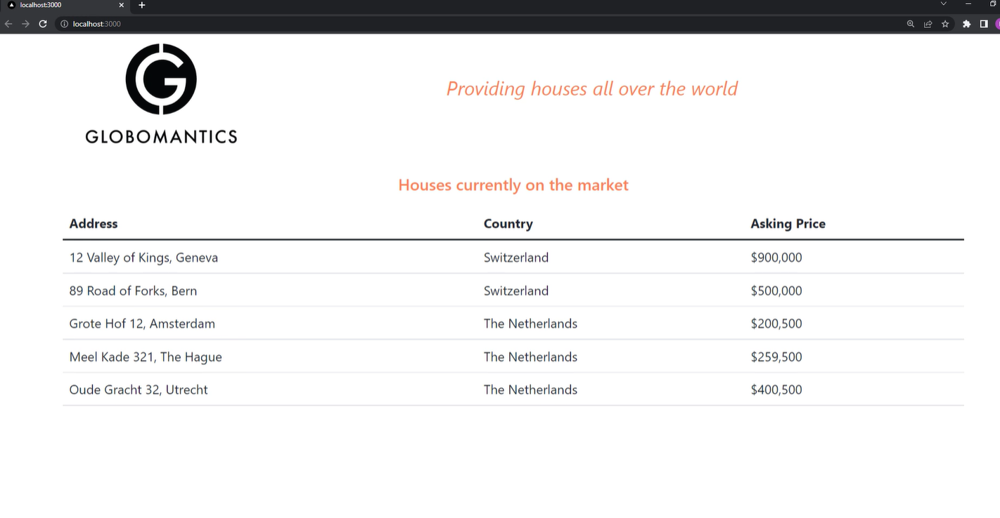 localhost:3000
localhost:3000
Providing houses all over the world
GLOBOMANTICS
Houses currently on the market
Address Country Asking Price
12 Valley of Kings, Geneva Switzerland $900,000
89 Road of Forks, Bern Switzerland $500,000
Grote Hof 12, Amsterdam The Netherlands $200,500
Meel Kade 321, The Hague The Netherlands $259,500
Oude Gracht 32, Utrecht The Netherlands $400,500